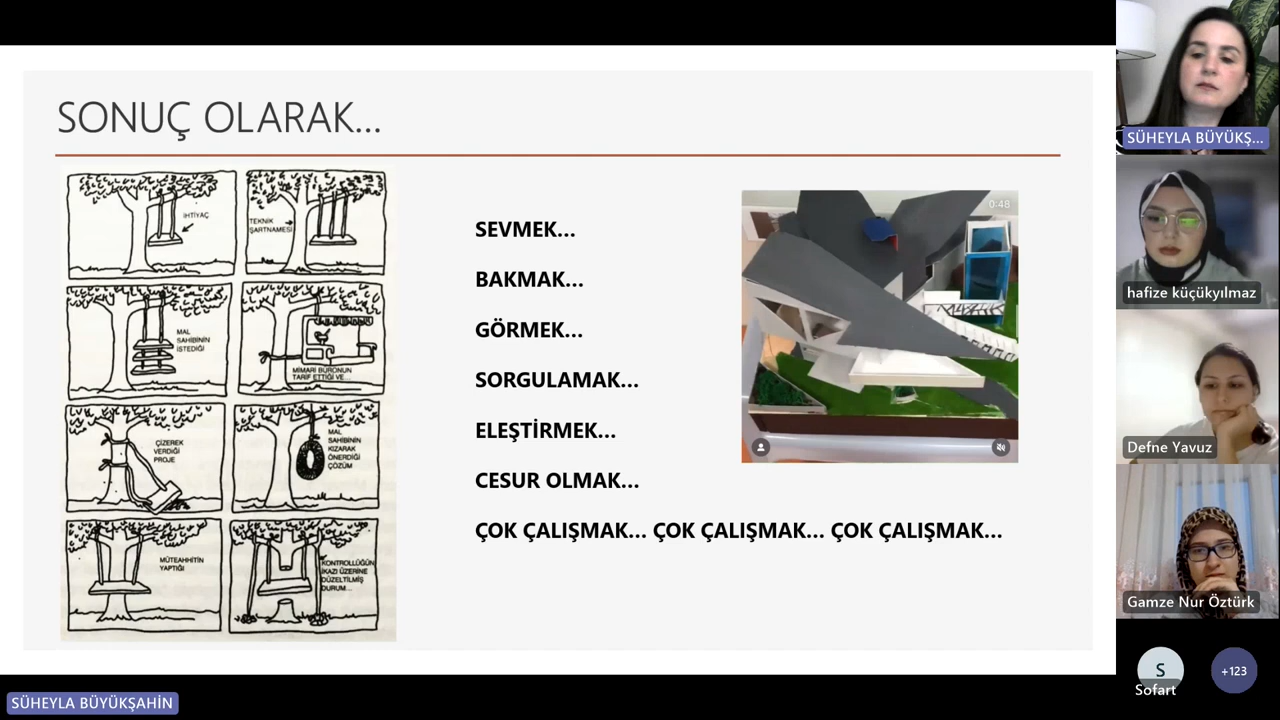 SONUÇ OLARAK...
İHTİYAÇ
TEKNİK
ŞARTNAMESİ
MAL
SAHİBİNİN
İSTEDİĞİ
MİMARİ BÜRONUN
TARİF ETTİĞİ VE...
ÇİZEREK
VERDİĞİ
PROJE
MAL
SAHİBİNİN
KIZARAK
ÖNERDİĞİ
ÇÖZÜM
MÜTEAHHİTİN
YAPTIĞI
KONTROLLÜĞÜN
İKAZI ÜZERİNE
DÜZELTİLMİŞ
DURUM...
SEVMEK...
BAKMAK...
GÖRMEK...
SORGULAMAK...
ELEŞTİRMEK...
CESUR OLMAK...
ÇOK ÇALIŞMAK... ÇOK ÇALIŞMAK... ÇOK ÇALIŞMAK...
0:48
SÜHEYLA BÜYÜKŞ...
hafize küçükyılmaz
Defne Yavuz
Gamze Nur Öztürk
S
Sofart
+123
SÜHEYLA BÜYÜKŞAHİN